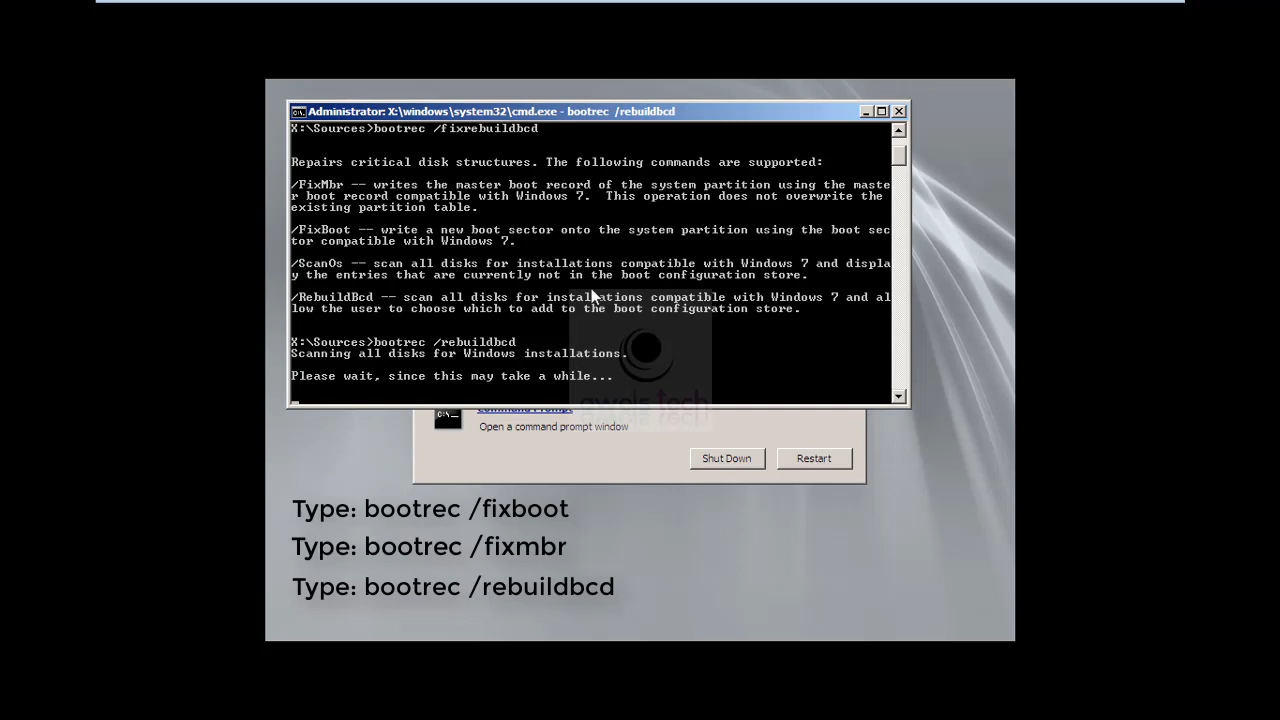 Administrator: X:\windows\system32\cmd.exe - bootrec /rebuildbcd
X:\Sources>bootrec /fixrebuildbcd
Repairs critical disk structures. The following commands are supported:
/FixMbr -- writes the master boot record of the system partition using the maste
r boot record compatible with Windows 7.  This operation does not overwrite the
existing partition table.
/FixBoot -- write a new boot sector onto the system partition using the boot sec
tor compatible with Windows 7.
/ScanOs -- scan all disks for installations compatible with Windows 7 and displa
y the entries that are currently not in the boot configuration store.
/RebuildBcd -- scan all disks for installations compatible with Windows 7 and al
low the user to choose which to add to the boot configuration store.
X:\Sources>bootrec /rebuildbcd
Scanning all disks for Windows installations.
Please wait, since this may take a while...
aweis tech
Command Prompt
Open a command prompt window
Shut Down
Restart
Type: bootrec /fixboot
Type: bootrec /fixmbr
Type: bootrec /rebuildbcd